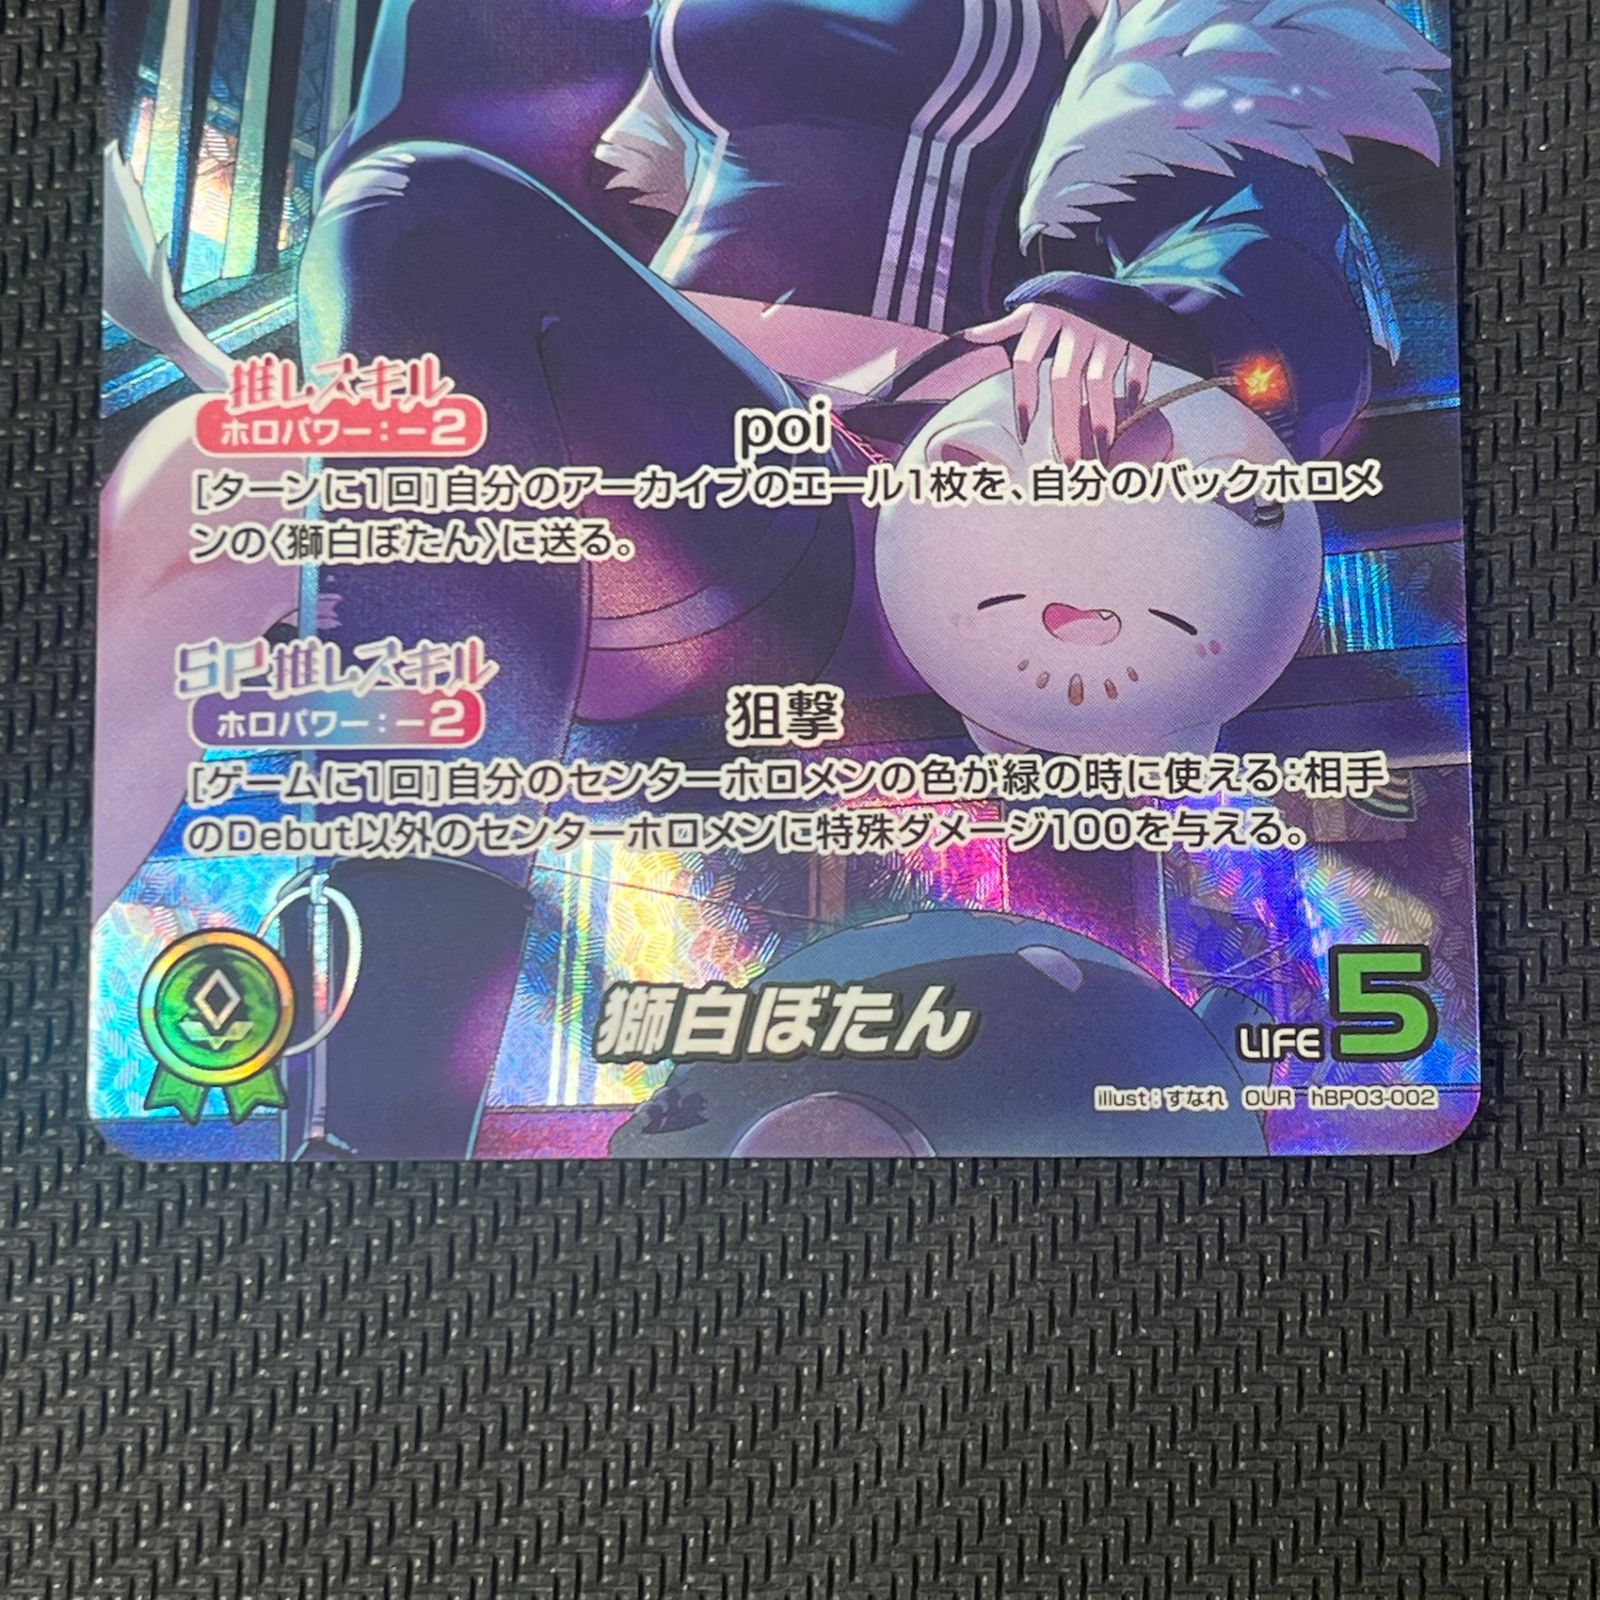 推しスキル
ホロパワー：－2
poi
[ターンに1回]自分のアーカイブのエール1枚を、自分のバックホロメ
ンの〈獅白ぼたん〉に送る。
SP推しスキル
ホロパワー：－2
狙撃
[ゲームに1回]自分のセンターホロメンの色が緑の時に使える：相手
のDebut以外のセンターホロメンに特殊ダメージ100を与える。
獅白ぼたん
LIFE 5
illust：すなれ OUR hBP03-002